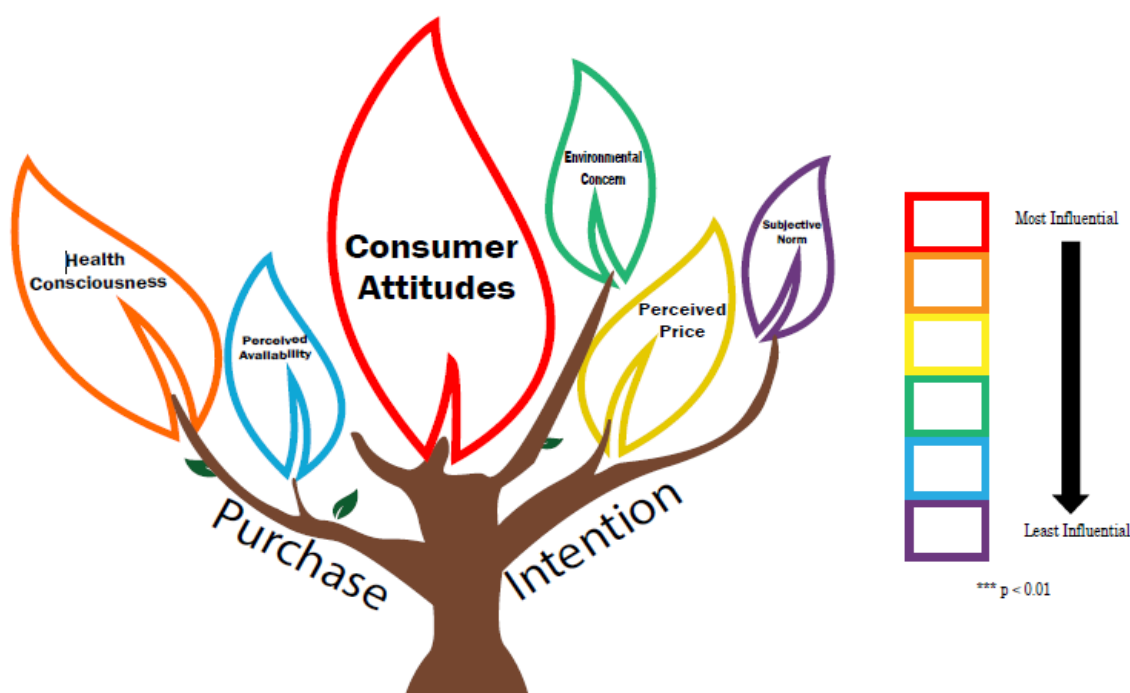 Health
Consciousness
Perceived
Availability
Consumer
Attitudes
Environmental
Concern
Perceived
Price
Subjective
Norm
Purchase
Intention
Most Influential
Least Influential
*** p < 0.01